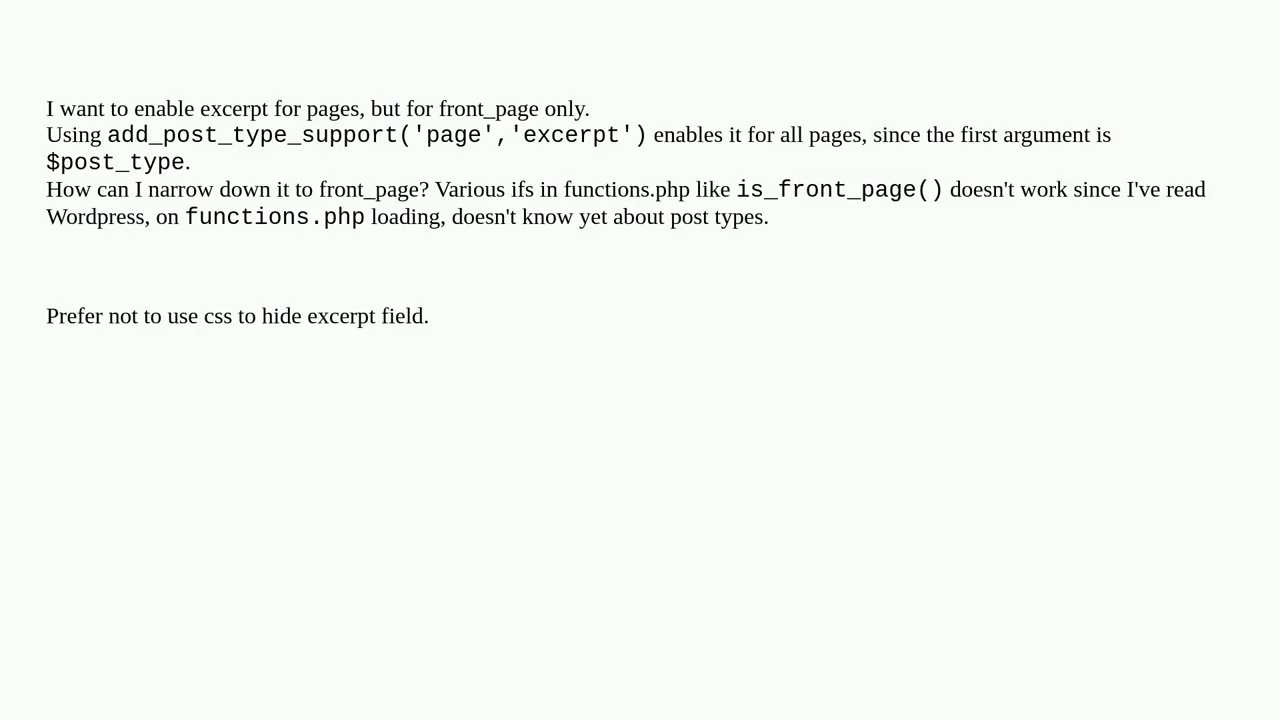 I want to enable excerpt for pages, but for front_page only.
Using add_post_type_support('page','excerpt') enables it for all pages, since the first argument is
$post_type.
How can I narrow down it to front_page? Various ifs in functions.php like is_front_page() doesn't work since I've read
Wordpress, on functions.php loading, doesn't know yet about post types.
Prefer not to use css to hide excerpt field.